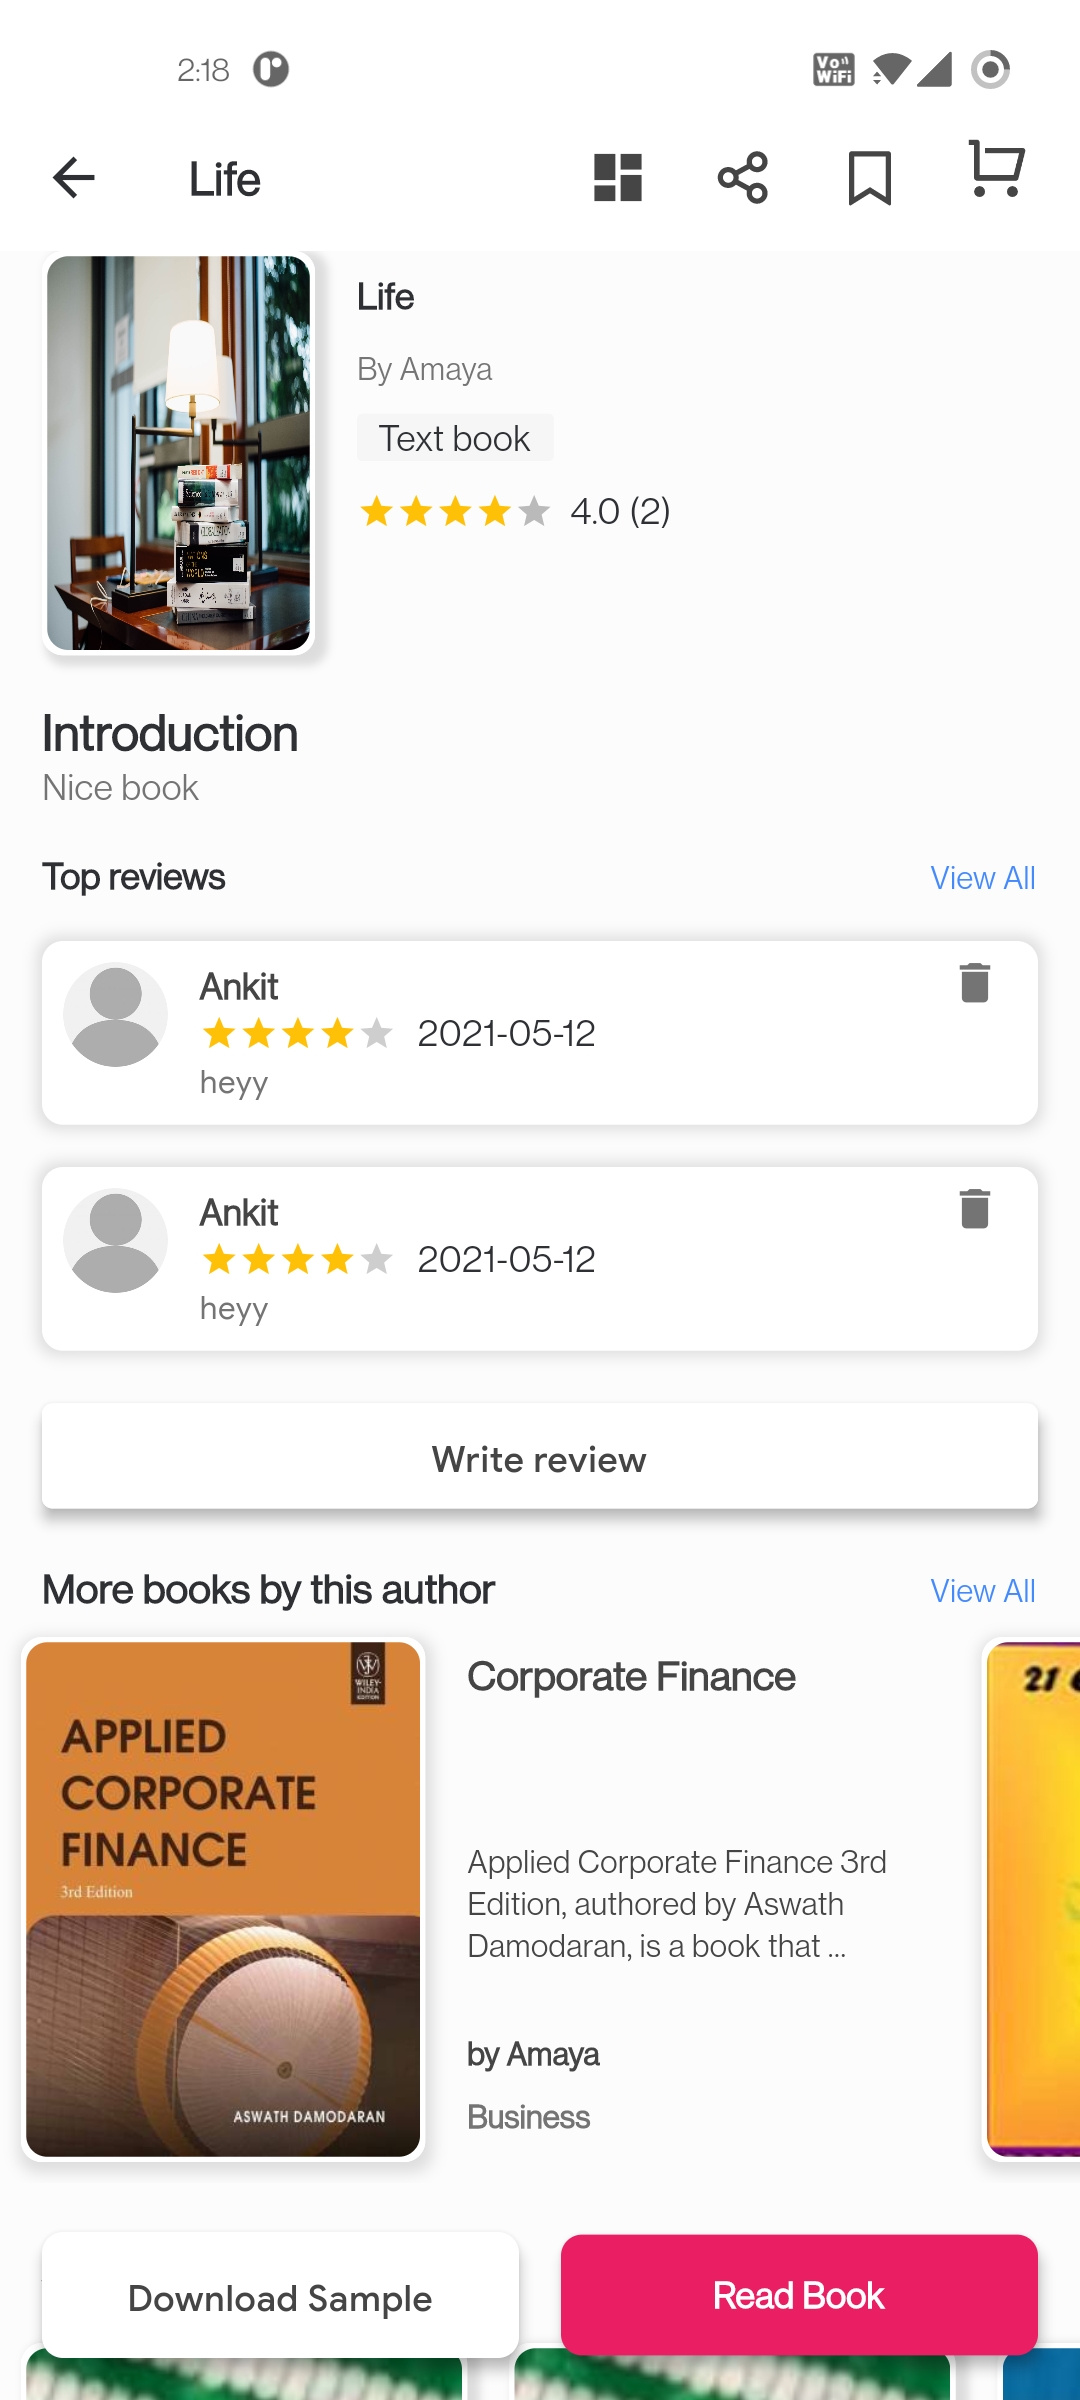 2:18
Vo
WiFi
Life
Life
By Amaya
Text book
4.0 (2)
Introduction
Nice book
Top reviews
View All
Ankit
2021-05-12
heyy
Ankit
2021-05-12
heyy
Write review
More books by this author
View All
WILEY-
INDIA
EDITION
APPLIED
CORPORATE
FINANCE
3rd Edition
ASWATH DAMODARAN
Corporate Finance
Applied Corporate Finance 3rd
Edition, authored by Aswath
Damodaran, is a book that ...
by Amaya
Business
21
Download Sample
Read Book